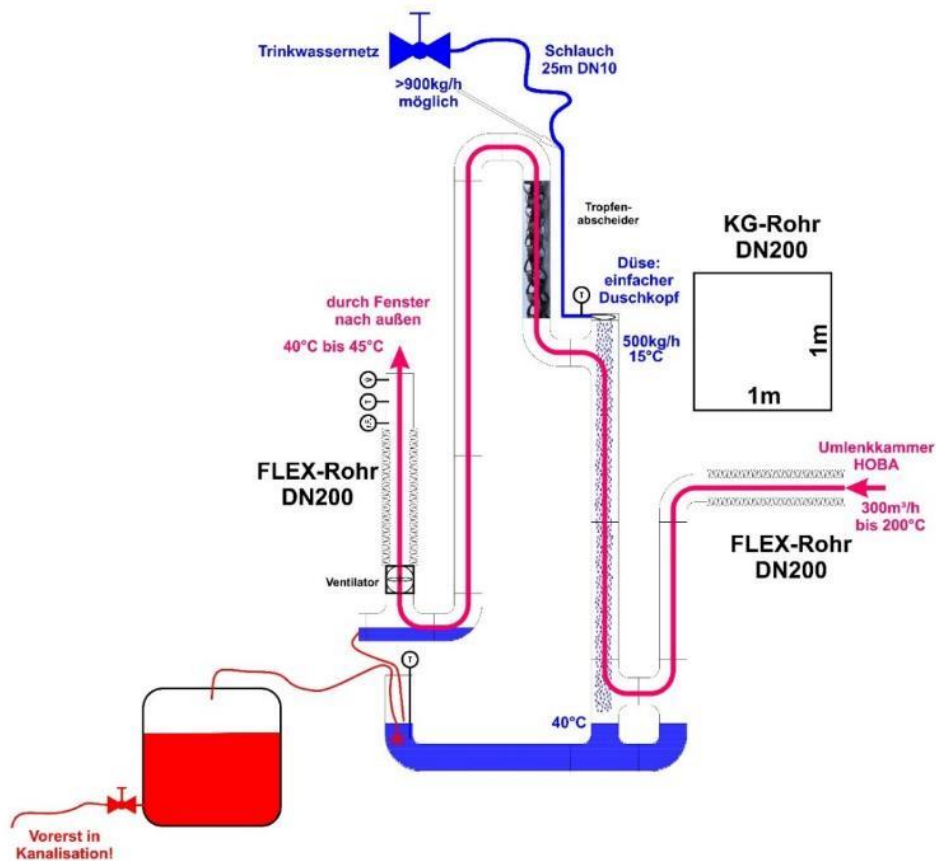 Trinkwassernetz
Schlauch
25m DN10
>900kg/h
möglich
Tropfen-
abscheider
KG-Rohr
DN200
Düse:
einfacher
Duschkopf
T
durch Fenster
nach außen
40°C bis 45°C
500kg/h
15°C
1m
1m
T
FLEX-Rohr
DN200
Umlenkkammer
HOBA
300m³/h
bis 200°C
FLEX-Rohr
DN200
Ventilator
T
40°C
Vorerst in
Kanalisation!